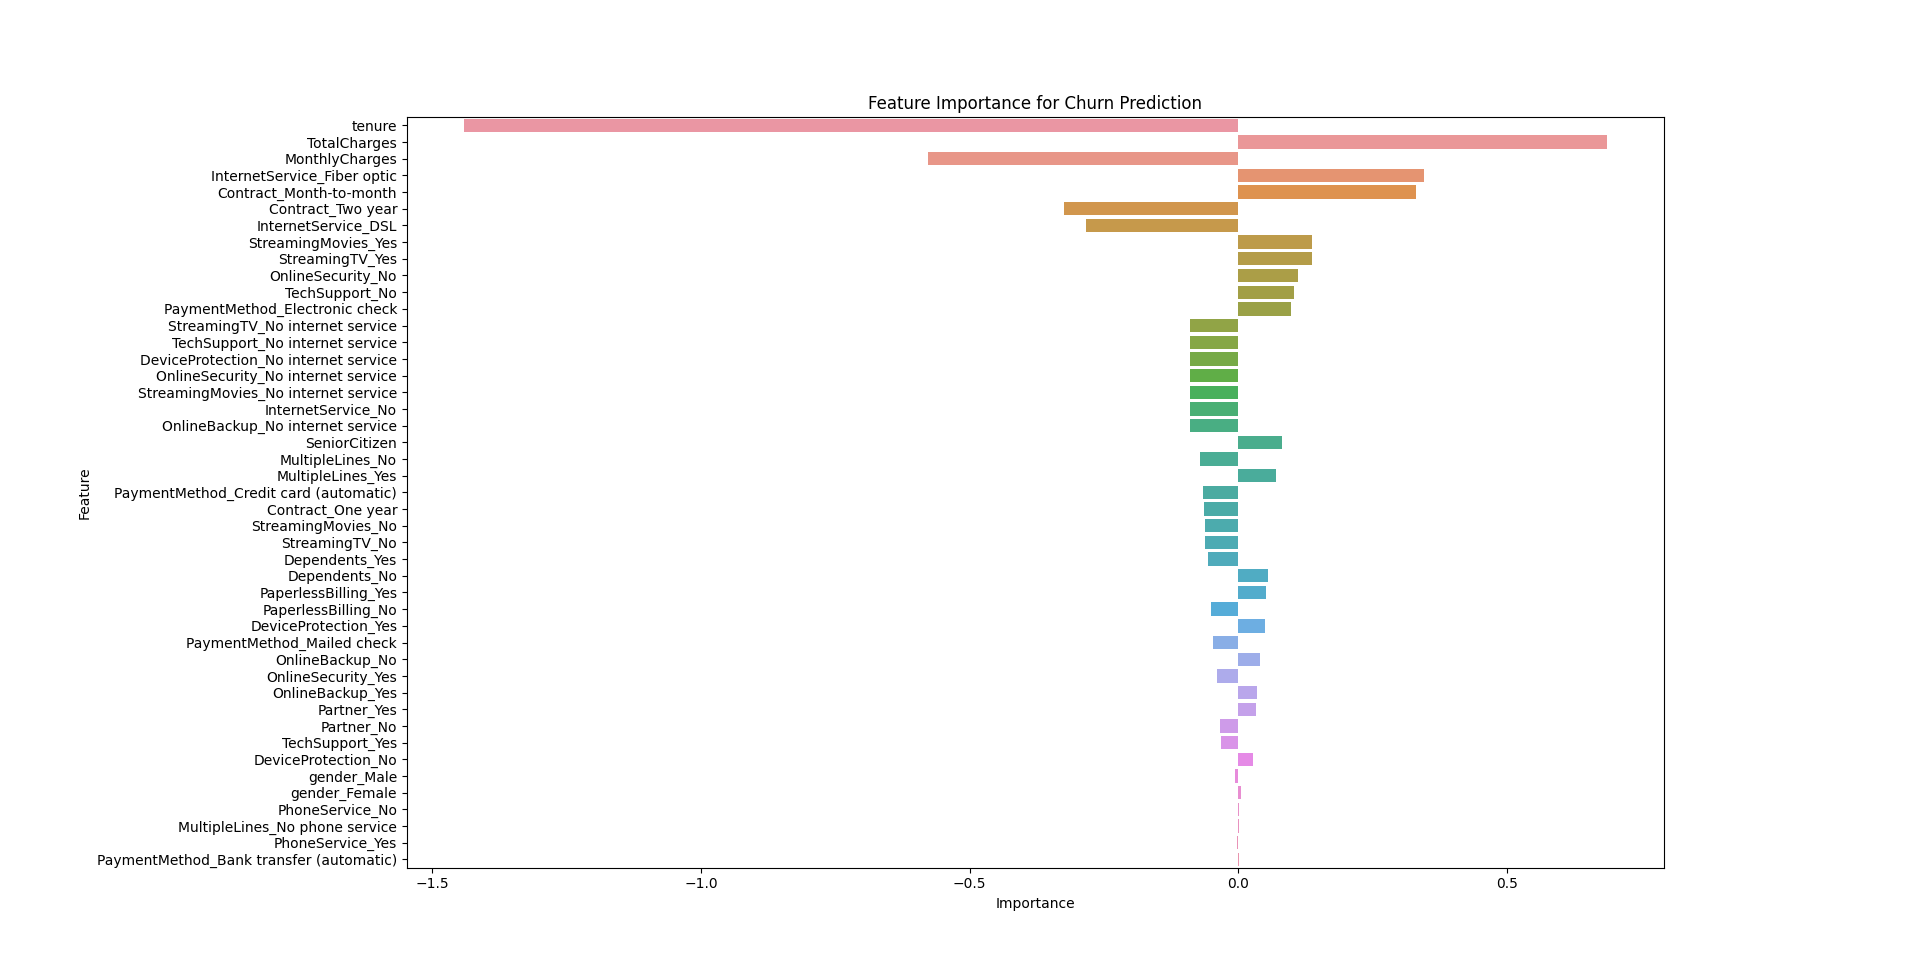 Feature Importance for Churn Prediction
tenure
TotalCharges
MonthlyCharges
InternetService_Fiber optic
Contract_Month-to-month
Contract_Two year
InternetService_DSL
StreamingMovies_Yes
StreamingTV_Yes
OnlineSecurity_No
TechSupport_No
PaymentMethod_Electronic check
StreamingTV_No internet service
TechSupport_No internet service
DeviceProtection_No internet service
OnlineSecurity_No internet service
StreamingMovies_No internet service
InternetService_No
OnlineBackup_No internet service
SeniorCitizen
MultipleLines_No
MultipleLines_Yes
PaymentMethod_Credit card (automatic)
Contract_One year
StreamingMovies_No
StreamingTV_No
Dependents_Yes
Dependents_No
PaperlessBilling_Yes
PaperlessBilling_No
DeviceProtection_Yes
PaymentMethod_Mailed check
OnlineBackup_No
OnlineSecurity_Yes
OnlineBackup_Yes
Partner_Yes
Partner_No
TechSupport_Yes
DeviceProtection_No
gender_Male
gender_Female
PhoneService_No
MultipleLines_No phone service
PhoneService_Yes
PaymentMethod_Bank transfer (automatic)
Feature
−1.5 −1.0 −0.5 0.0 0.5
Importance